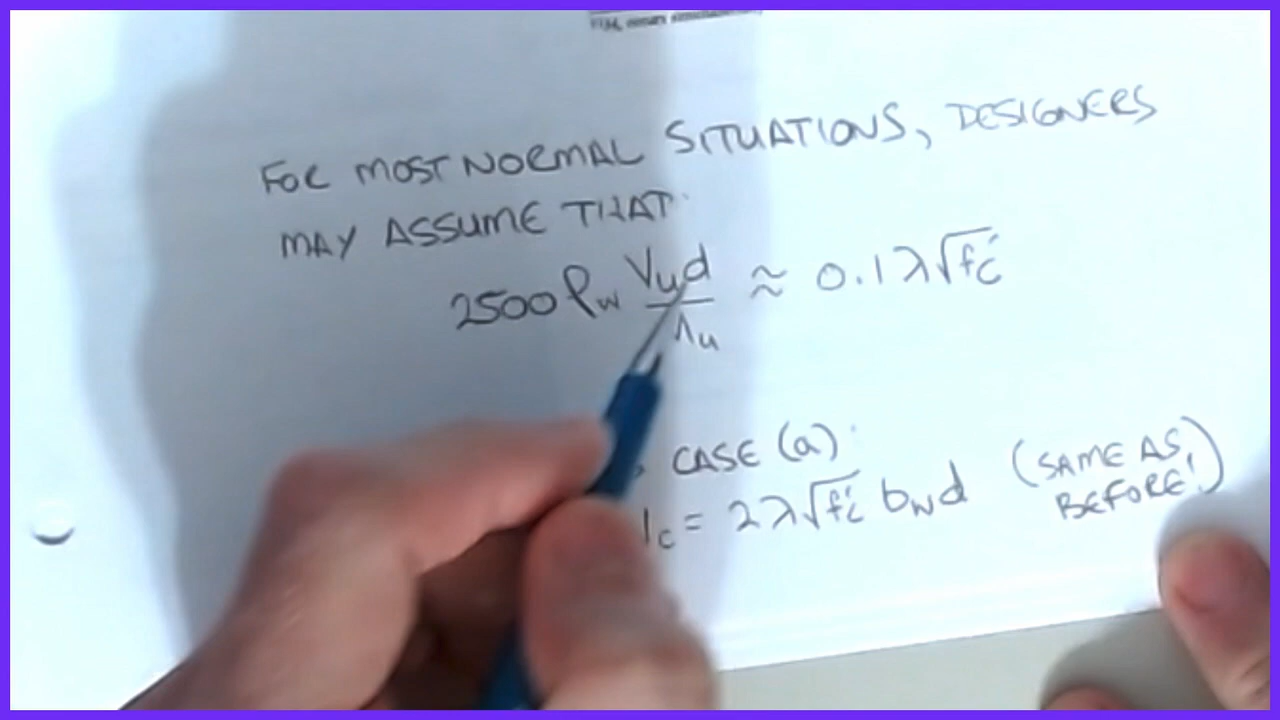 FOR MOST NORMAL SITUATIONS, DESIGNERS
MAY ASSUME THAT:
2500 ρw Vud/Mu ≈ 0.1λ√f'c
CASE (a):
Vc = 2λ√f'c bwd (SAME AS BEFORE!)